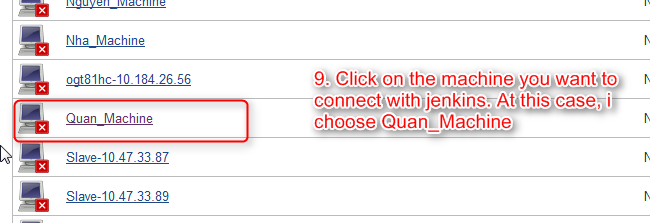 Nguyen_Machine
Nha_Machine
ogt81hc-10.184.26.56
9. Click on the machine you want to
connect with jenkins. At this case, i
choose Quan_Machine
Quan_Machine
Slave-10.47.33.87
Slave-10.47.33.89